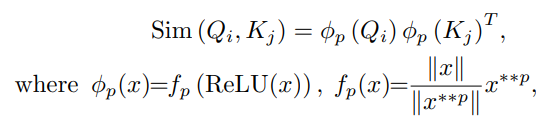 Sim (Q_i, K_j) = ϕ_p (Q_i) ϕ_p (K_j)^T,
where ϕ_p(x)=f_p (ReLU(x)), f_p(x)=\frac{‖x‖}{‖x^{**p}‖}x^{**p},